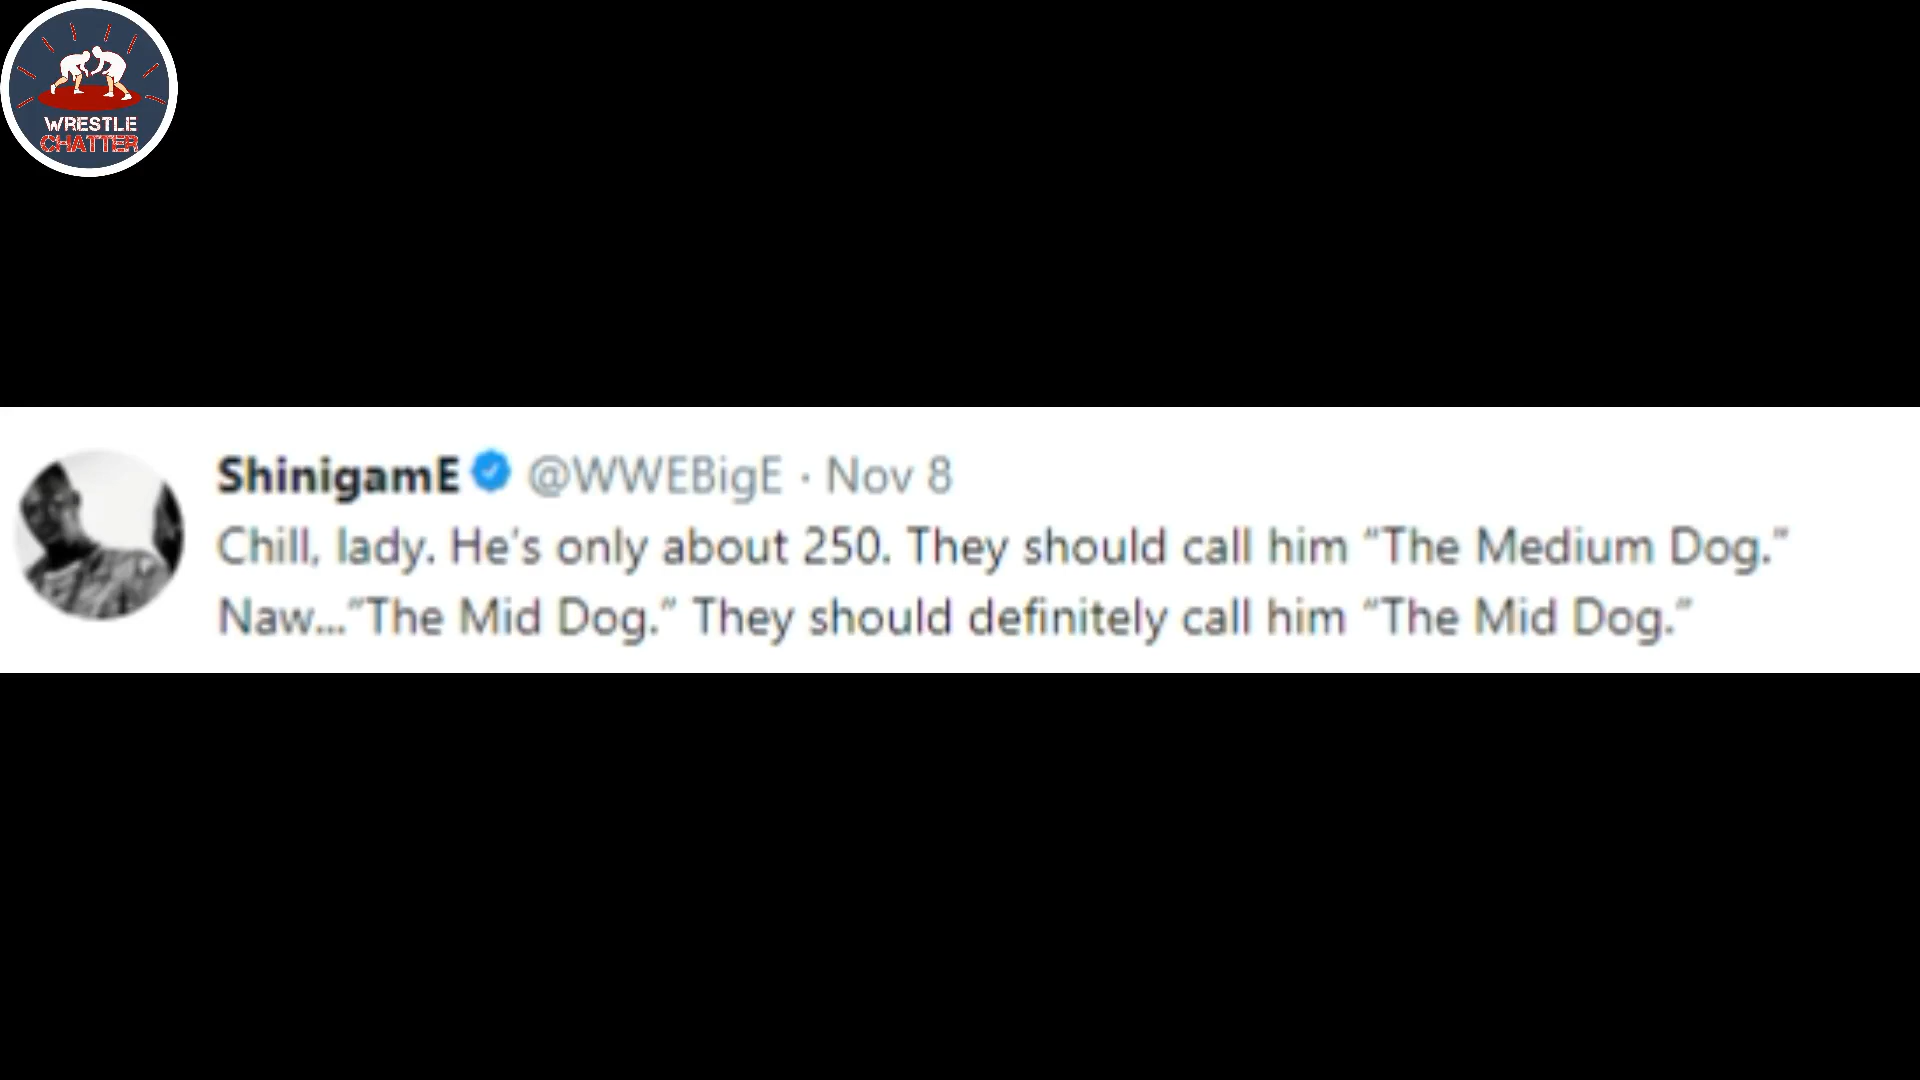 WRESTLE
CHATTER
ShinigamE @WWEBigE · Nov 8
Chill, lady. He's only about 250. They should call him “The Medium Dog.”
Naw...“The Mid Dog.” They should definitely call him “The Mid Dog.”